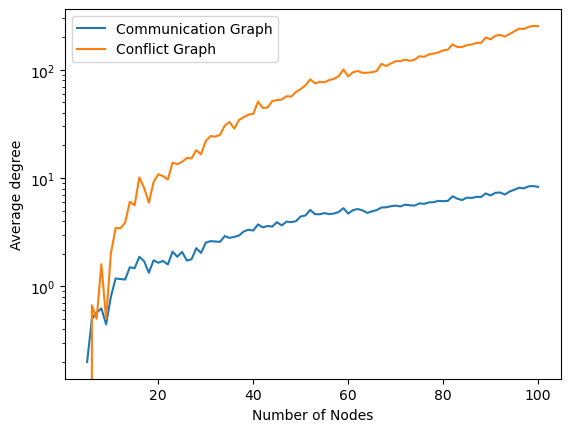 Communication Graph
Conflict Graph
10²
10¹
10⁰
Average degree
20 40 60 80 100
Number of Nodes